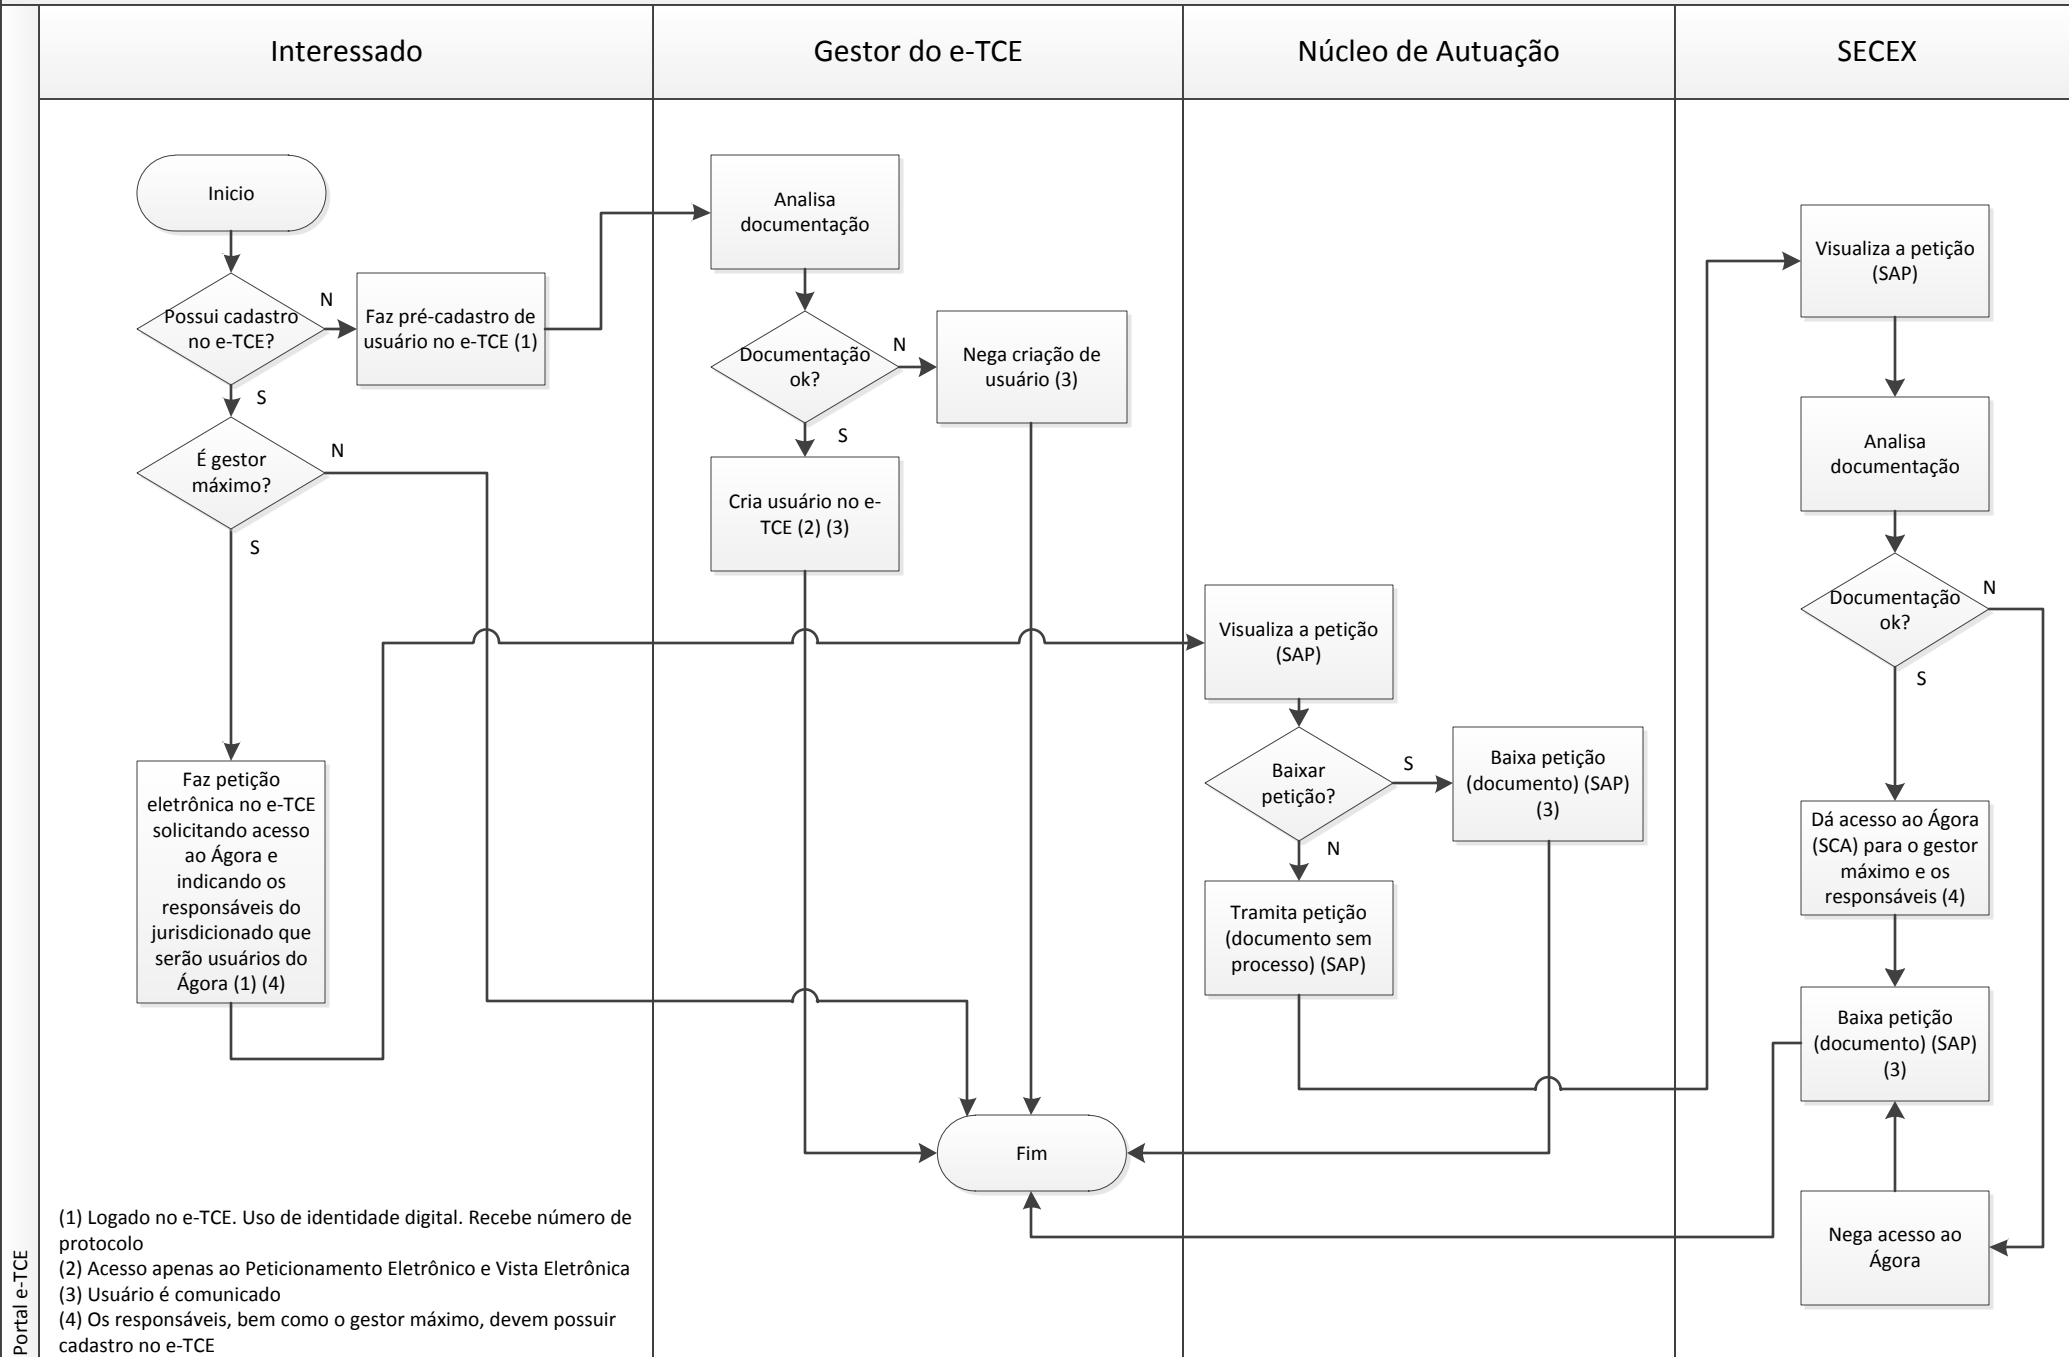 Interessado
Gestor do e-TCE
Núcleo de Autuação
SECEX
Inicio
Possui cadastro
no e-TCE?
N
S
Faz pré-cadastro de
usuário no e-TCE (1)
É gestor
máximo?
N
S
Faz petição
eletrônica no e-TCE
solicitando acesso
ao Ágora e
indicando os
responsáveis do
jurisdicionado que
serão usuários do
Ágora (1) (4)
(1) Logado no e-TCE. Uso de identidade digital. Recebe número de
protocolo
(2) Acesso apenas ao Peticionamento Eletrônico e Vista Eletrônica
(3) Usuário é comunicado
(4) Os responsáveis, bem como o gestor máximo, devem possuir
cadastro no e-TCE
Portal e-TCE
Analisa
documentação
Documentação
ok?
N
S
Nega criação de
usuário (3)
Cria usuário no e-
TCE (2) (3)
Fim
Visualiza a petição
(SAP)
Baixar
petição?
S
N
Baixa petição
(documento) (SAP)
(3)
Tramita petição
(documento sem
processo) (SAP)
Visualiza a petição
(SAP)
Analisa
documentação
Documentação
ok?
N
S
Dá acesso ao Ágora
(SCA) para o gestor
máximo e os
responsáveis (4)
Baixa petição
(documento) (SAP)
(3)
Nega acesso ao
Ágora